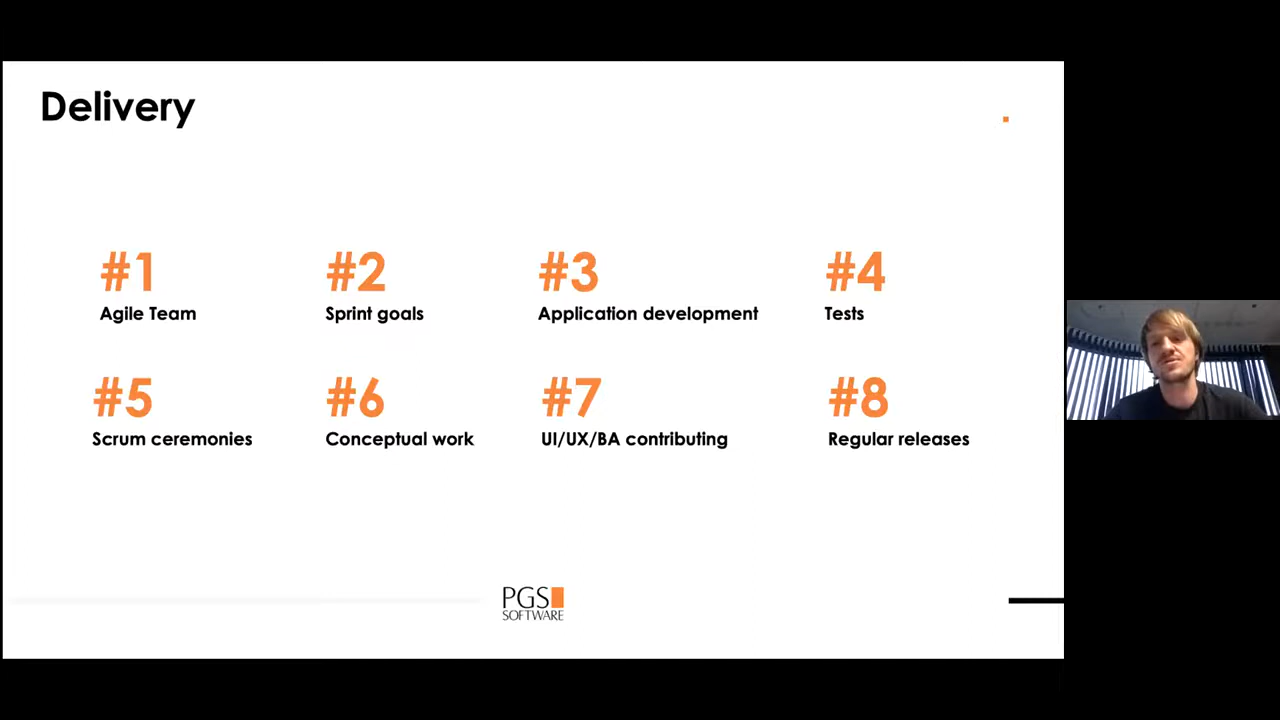 Delivery
#1
Agile Team
#2
Sprint goals
#3
Application development
#4
Tests
#5
Scrum ceremonies
#6
Conceptual work
#7
UI/UX/BA contributing
#8
Regular releases
PGS
SOFTWARE